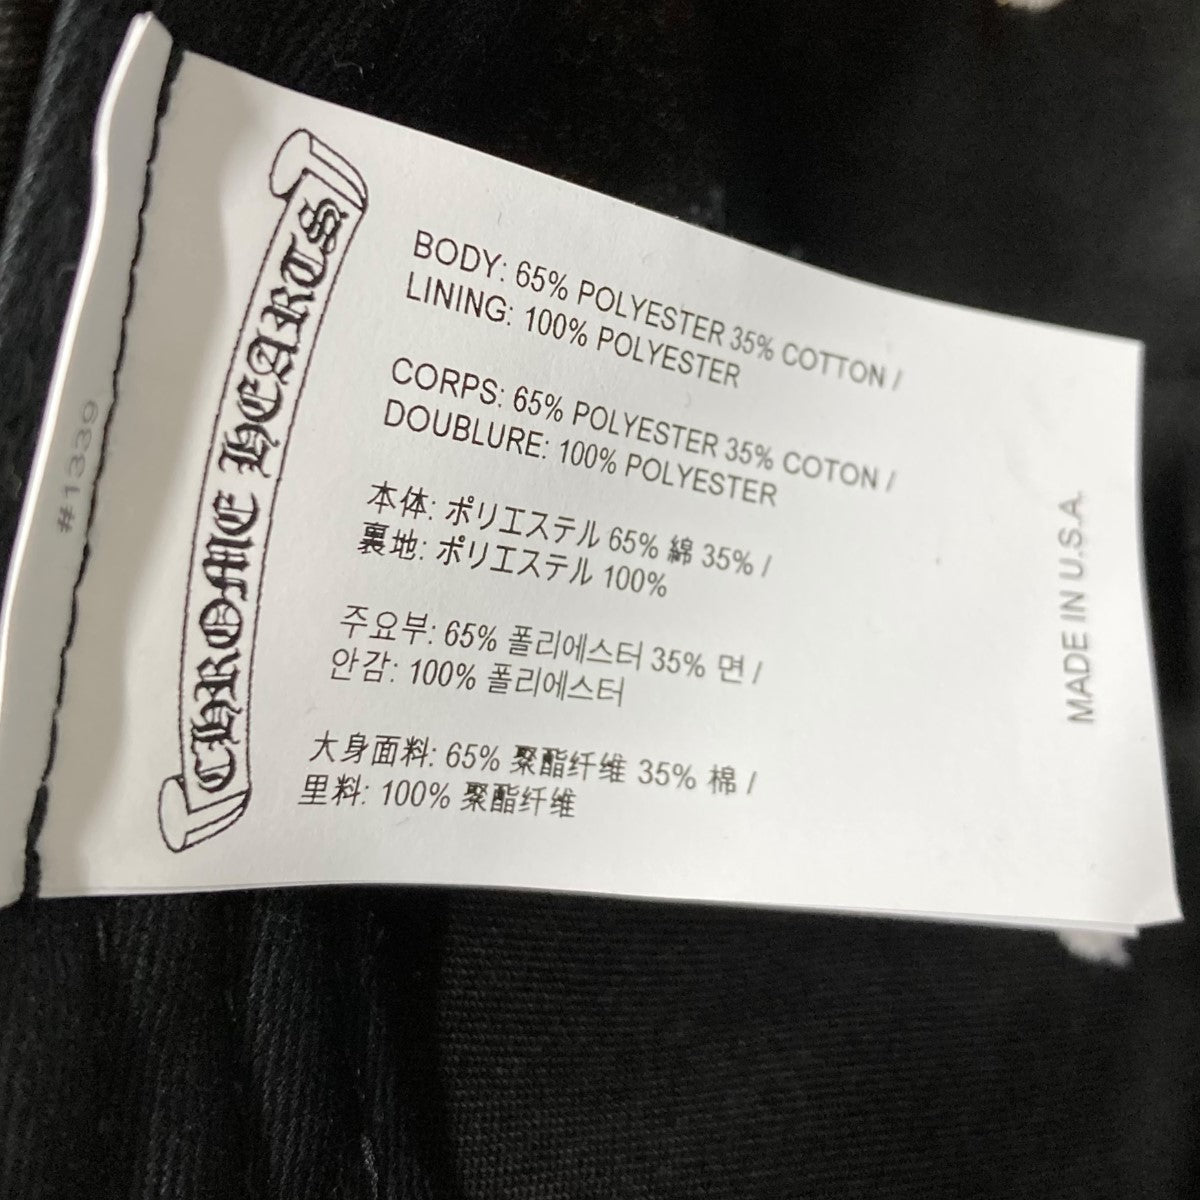 #1339
CHROME HEARTS
BODY: 65% POLYESTER 35% COTTON /
LINING: 100% POLYESTER
CORPS: 65% POLYESTER 35% COTON /
DOUBLURE: 100% POLYESTER
本体: ポリエステル 65% 綿 35% /
裏地: ポリエステル 100%
주요부: 65% 폴리에스터 35% 면 /
안감: 100% 폴리에스터
大身面料: 65% 聚酯纤维 35% 棉 /
里料: 100% 聚酯纤维
MADE IN U.S.A.